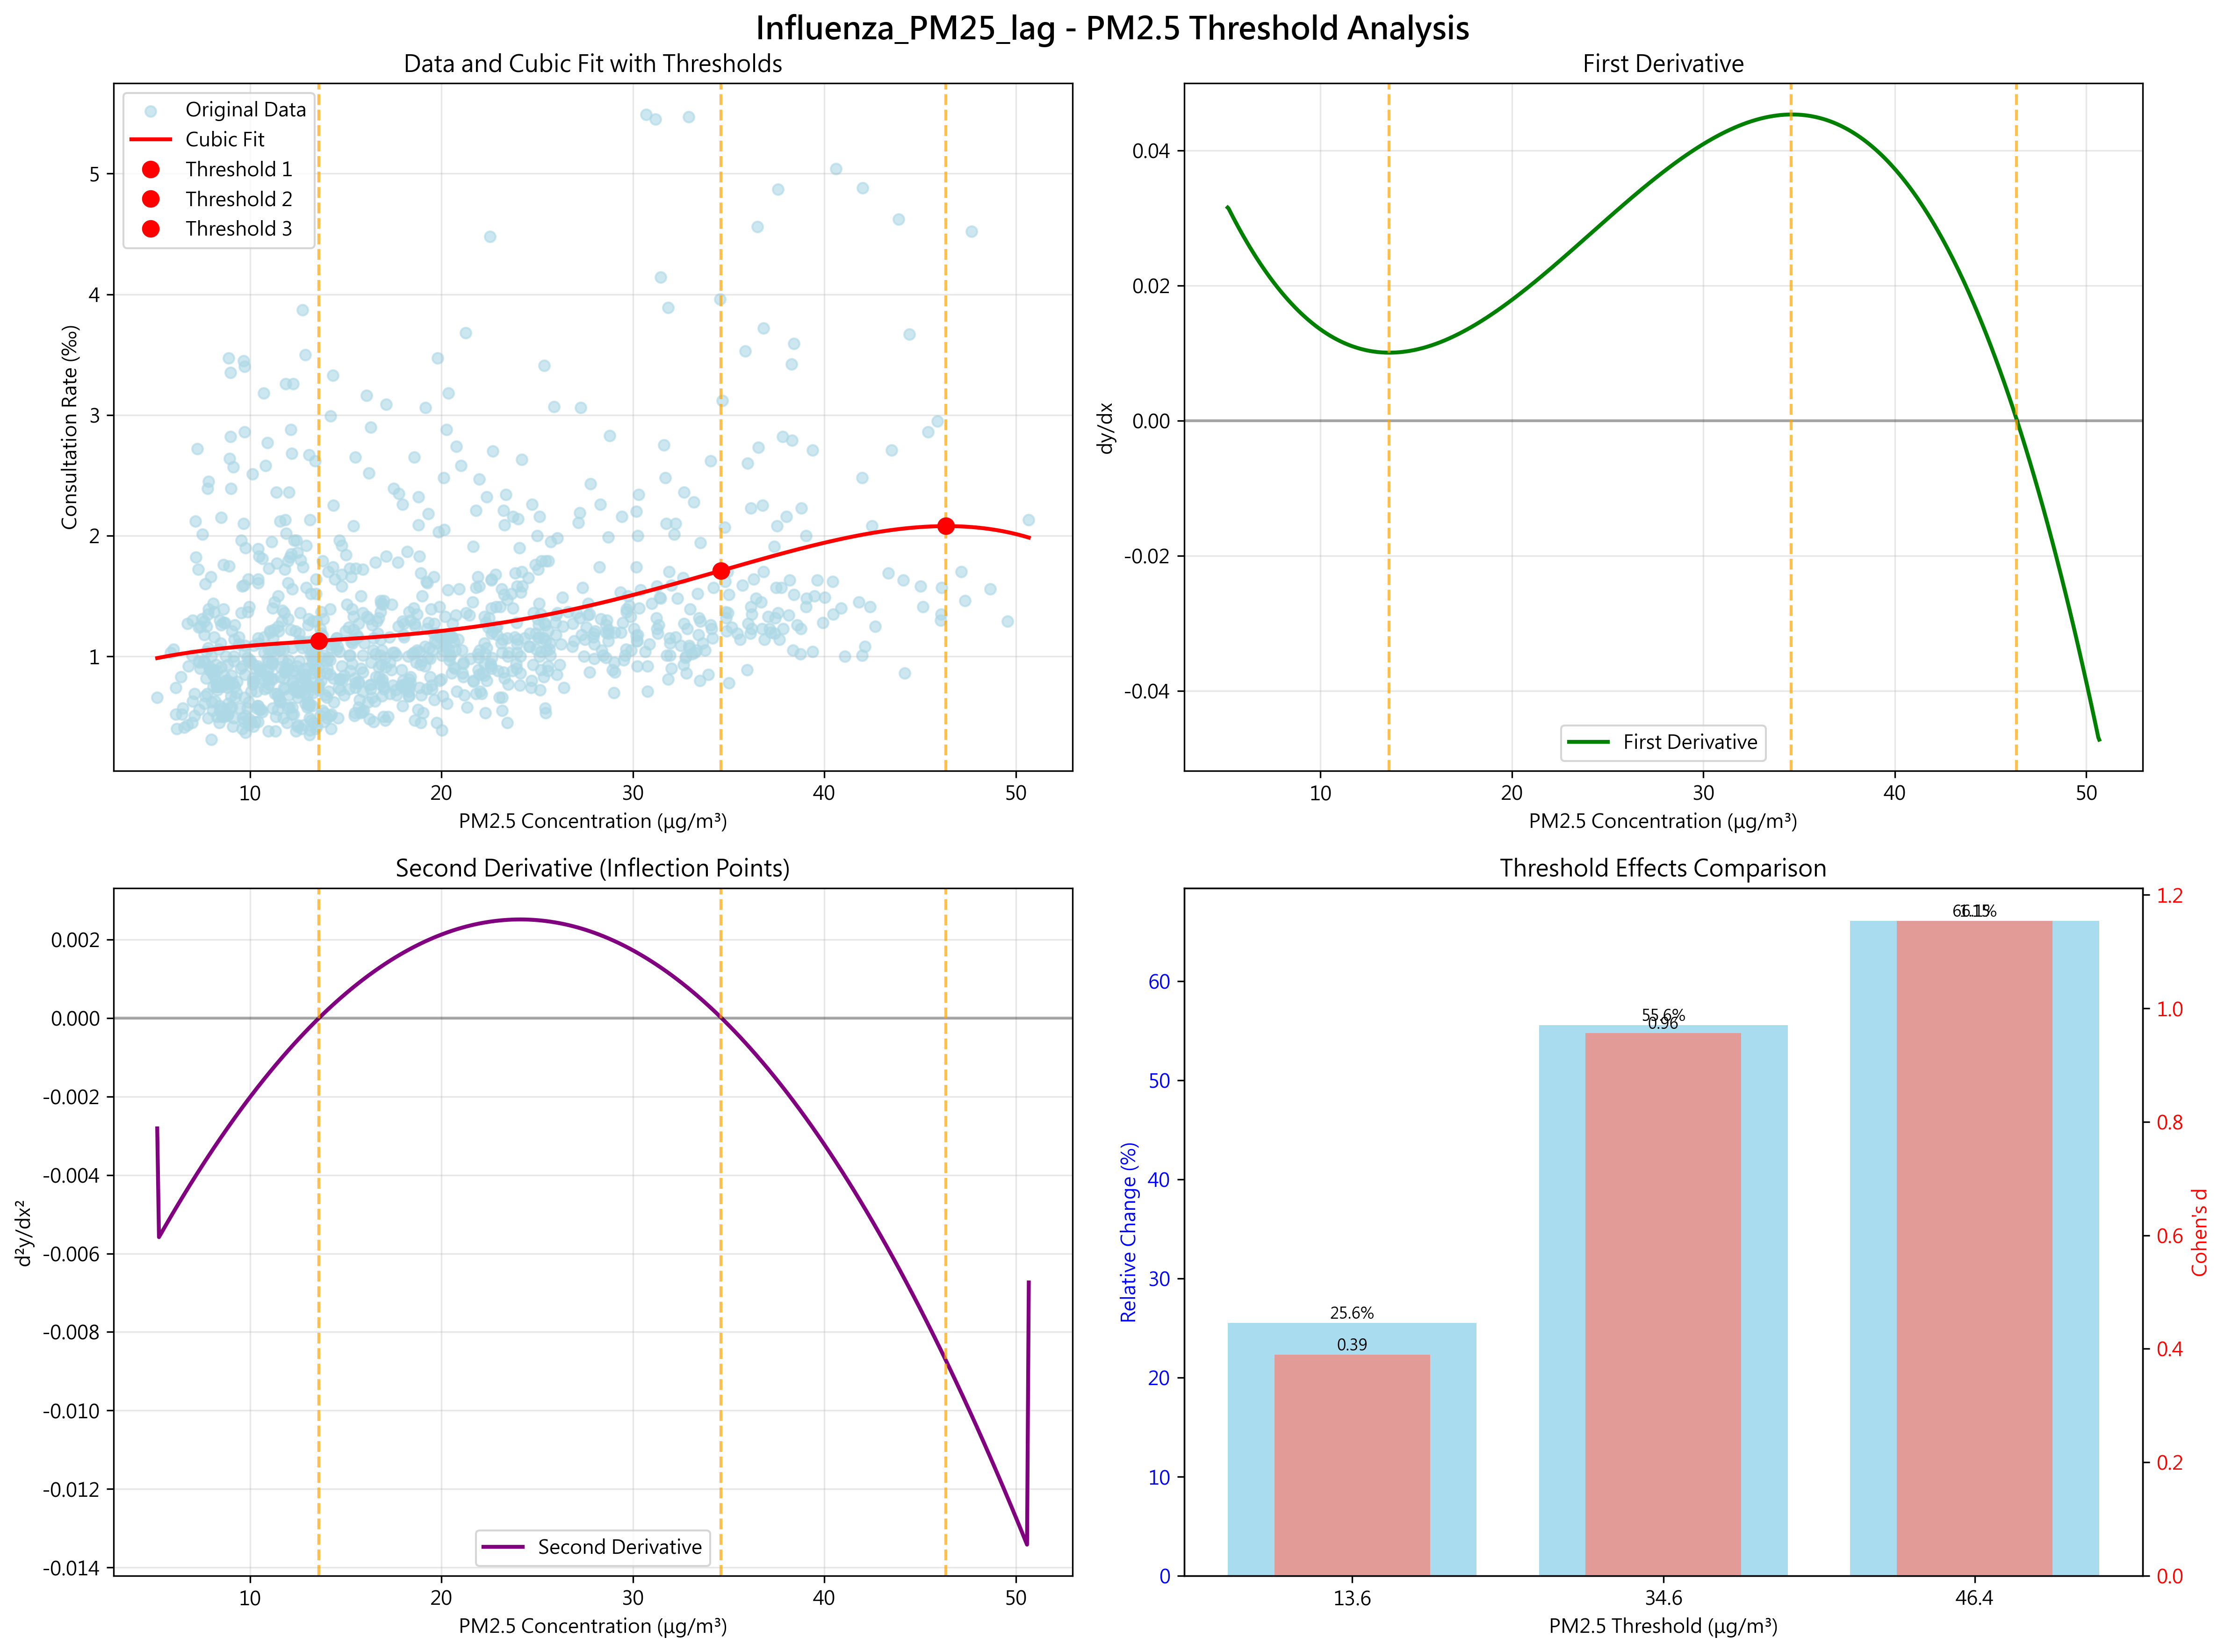 Influenza_PM25_lag - PM2.5 Threshold Analysis
Data and Cubic Fit with Thresholds
Original Data
Cubic Fit
Threshold 1
Threshold 2
Threshold 3
5
4
3
2
1
Consultation Rate (‰)
10 20 30 40 50
PM2.5 Concentration (μg/m³)
First Derivative
0.04
0.02
0.00
-0.02
-0.04
dy/dx
First Derivative
10 20 30 40 50
PM2.5 Concentration (μg/m³)
Second Derivative (Inflection Points)
0.002
0.000
-0.002
-0.004
-0.006
-0.008
-0.010
-0.012
-0.014
d²y/dx²
Second Derivative
10 20 30 40 50
PM2.5 Concentration (μg/m³)
Threshold Effects Comparison
60
50
40
30
20
10
0
Relative Change (%)
25.6%
0.39
55.6%
0.96
66.1%
1.15
1.2
1.0
0.8
0.6
0.4
0.2
0.0
Cohen's d
13.6 34.6 46.4
PM2.5 Threshold (μg/m³)